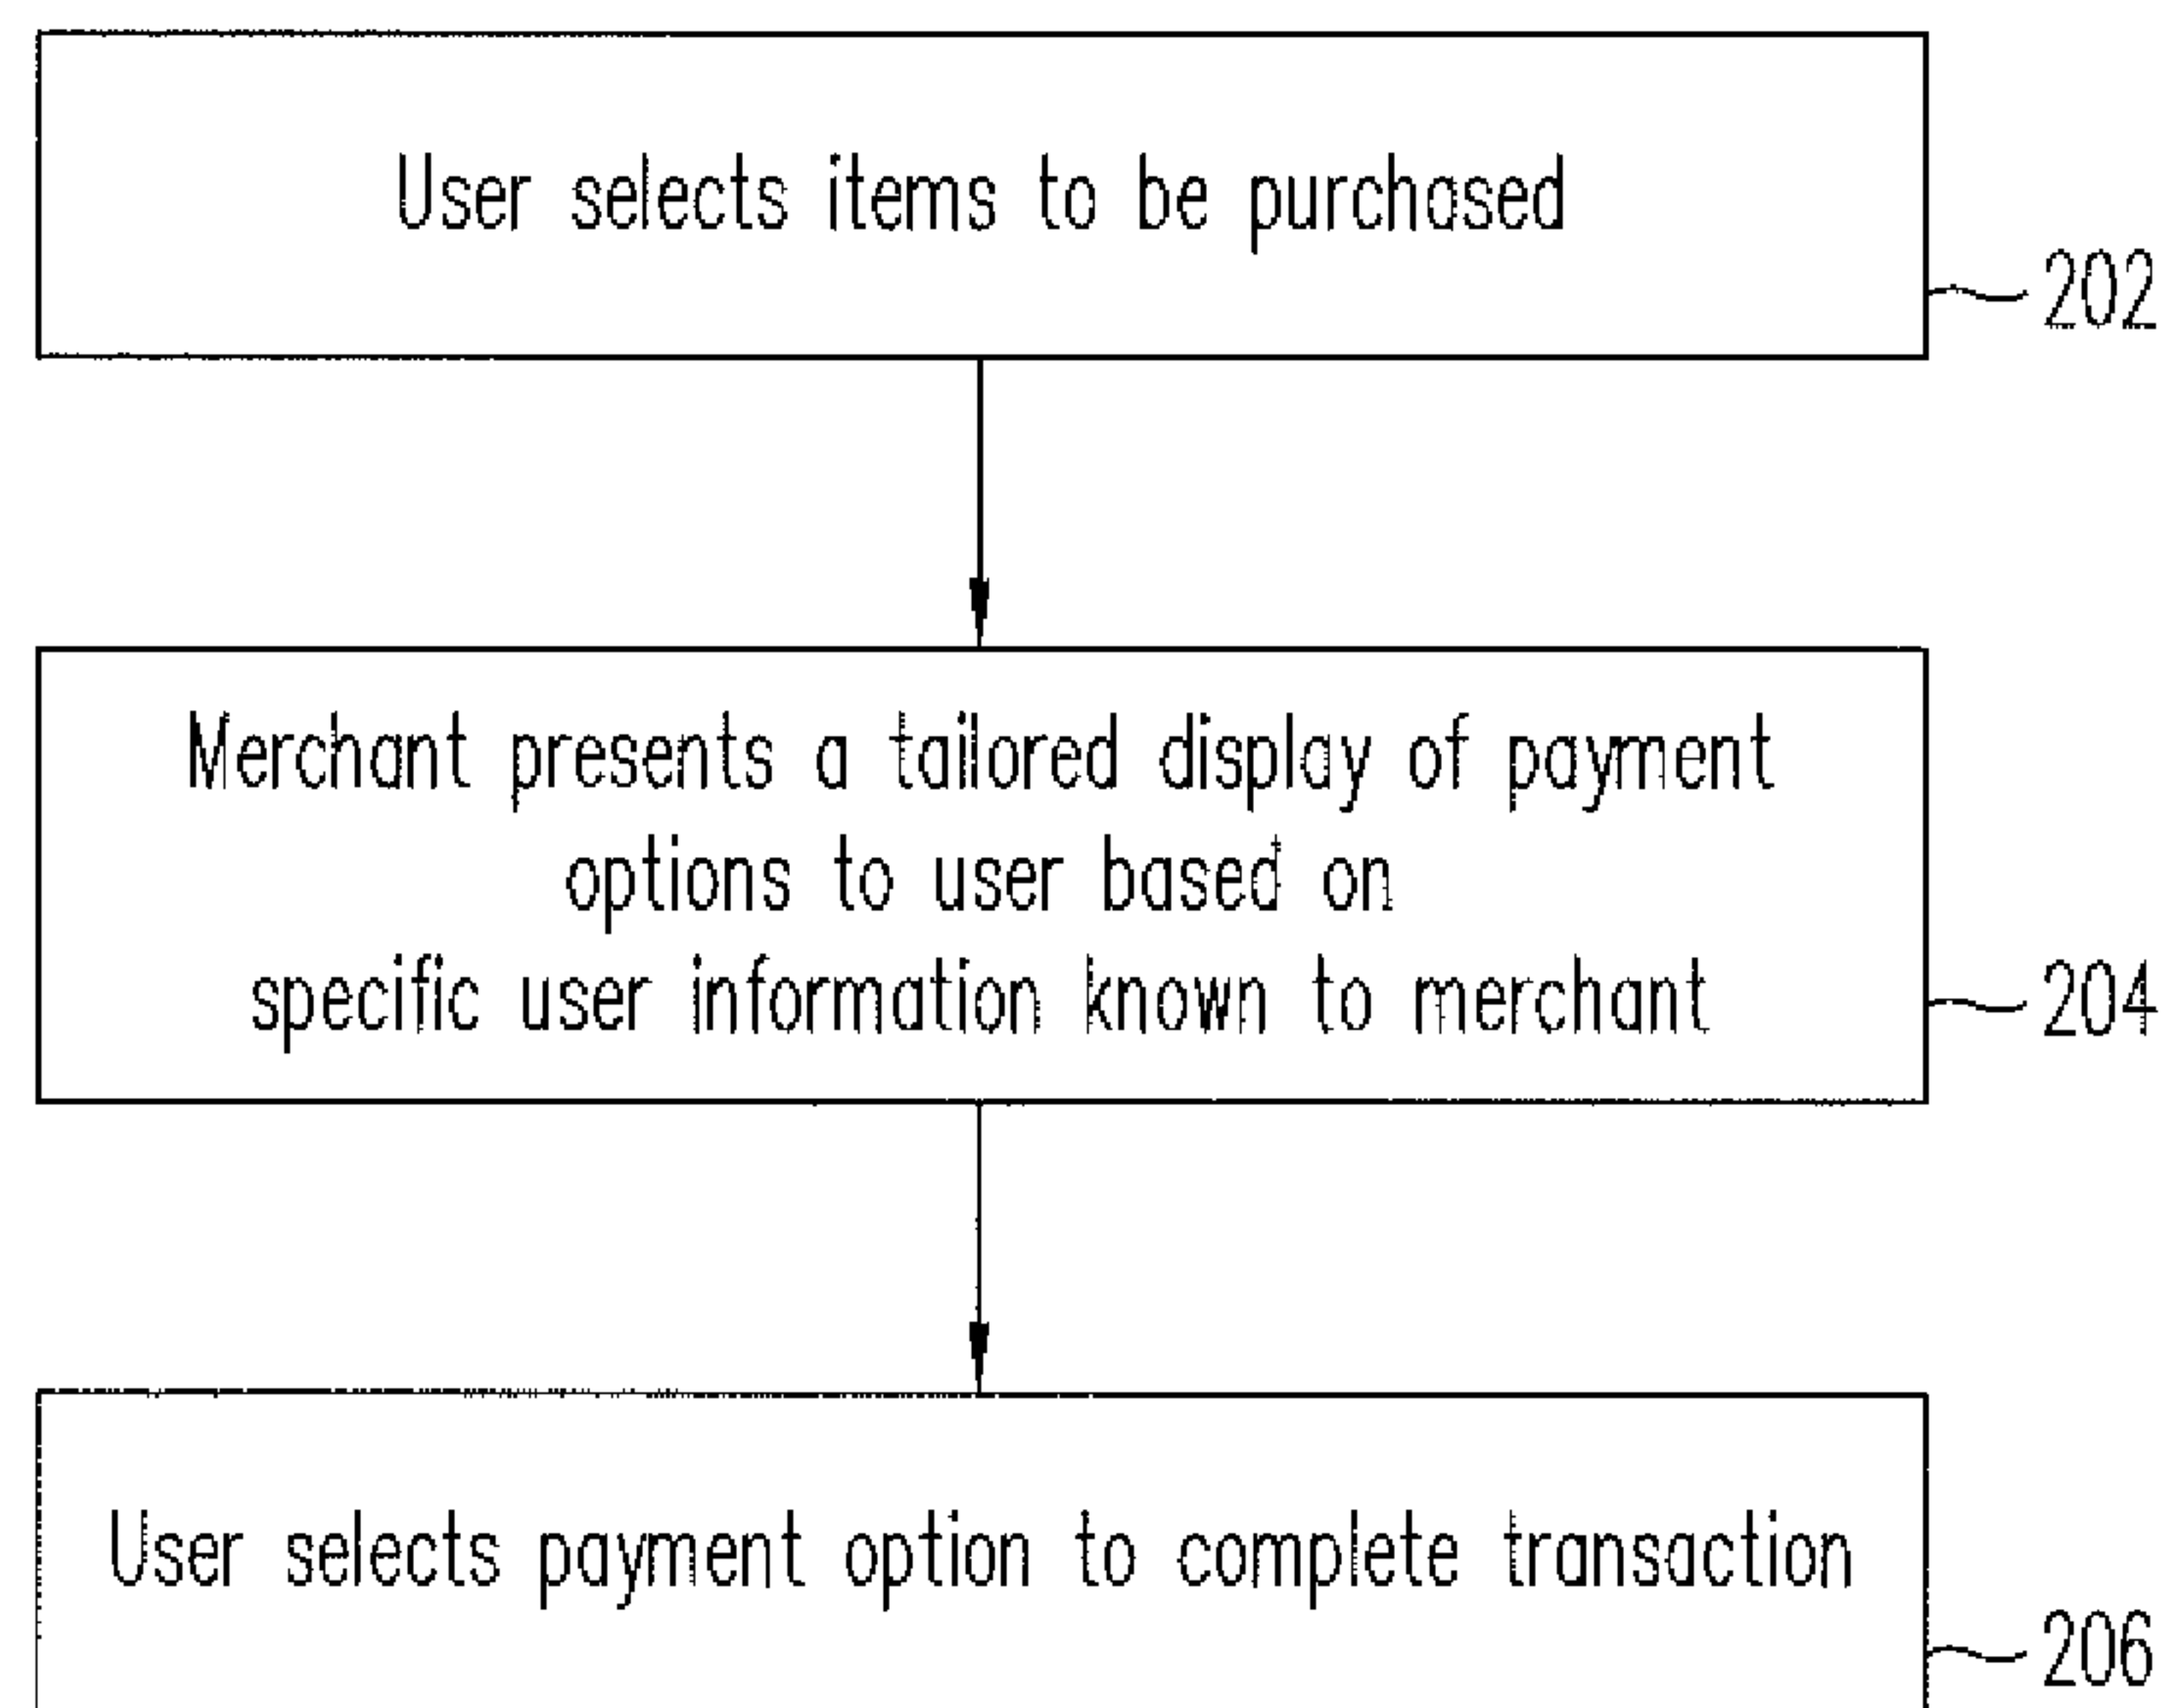 User selects items to be purchased
202
Merchant presents a tailored display of payment
options to user based on
specific user information known to merchant
204
User selects payment option to complete transaction
206